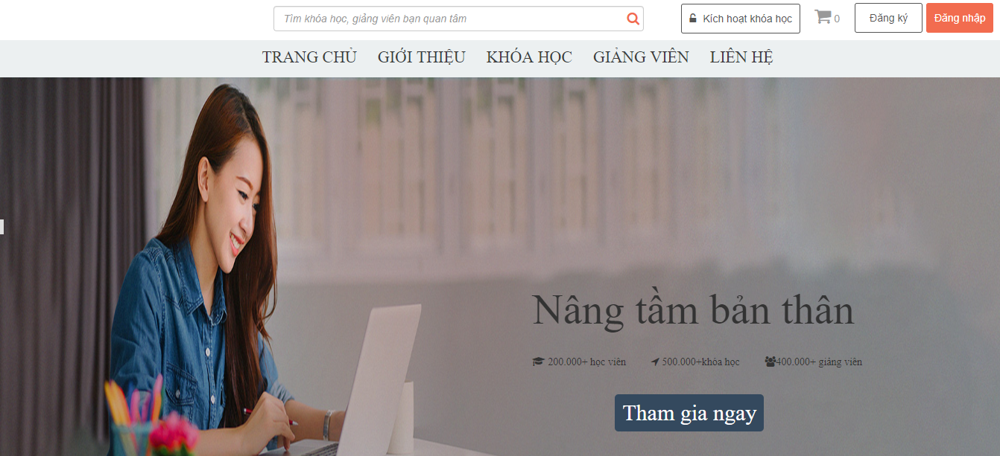 Tìm khóa học, giảng viên bạn quan tâm
Kích hoạt khóa học
0
Đăng ký
Đăng nhập
TRANG CHỦ GIỚI THIỆU KHÓA HỌC GIẢNG VIÊN LIÊN HỆ
Nâng tầm bản thân
200.000+ học viên 500.000+khóa học 400.000+ giảng viên
Tham gia ngay